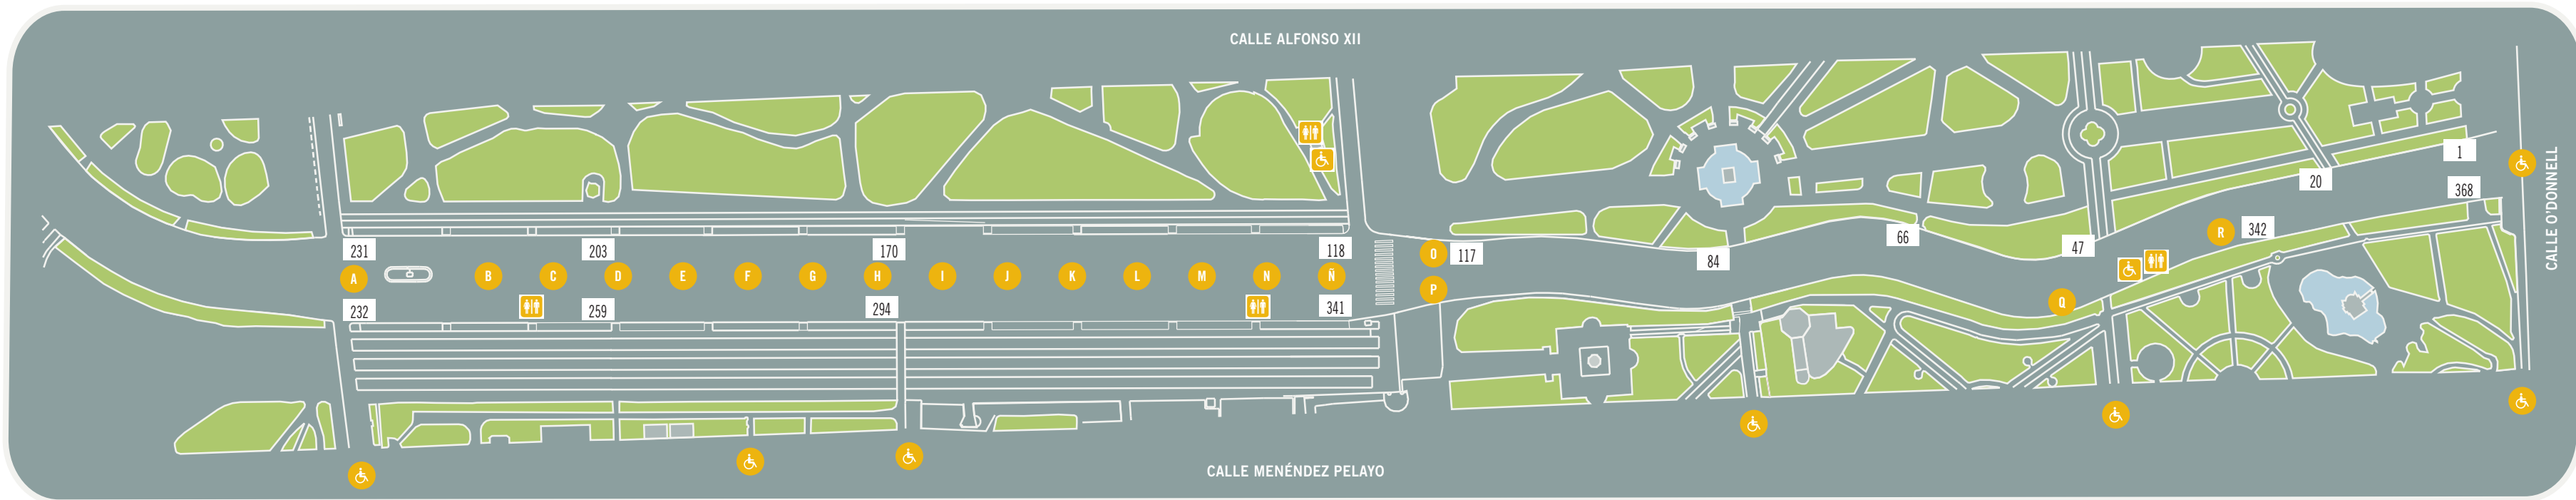 CALLE ALFONSO XII
1
CALLE O'DONNELL
20
368
R
342
231
203
170
118
O
117
66
47
84
A
B
C
D
E
F
G
H
I
J
K
L
M
N
Ñ
P
Q
232
259
294
341
CALLE MENÉNDEZ PELAYO